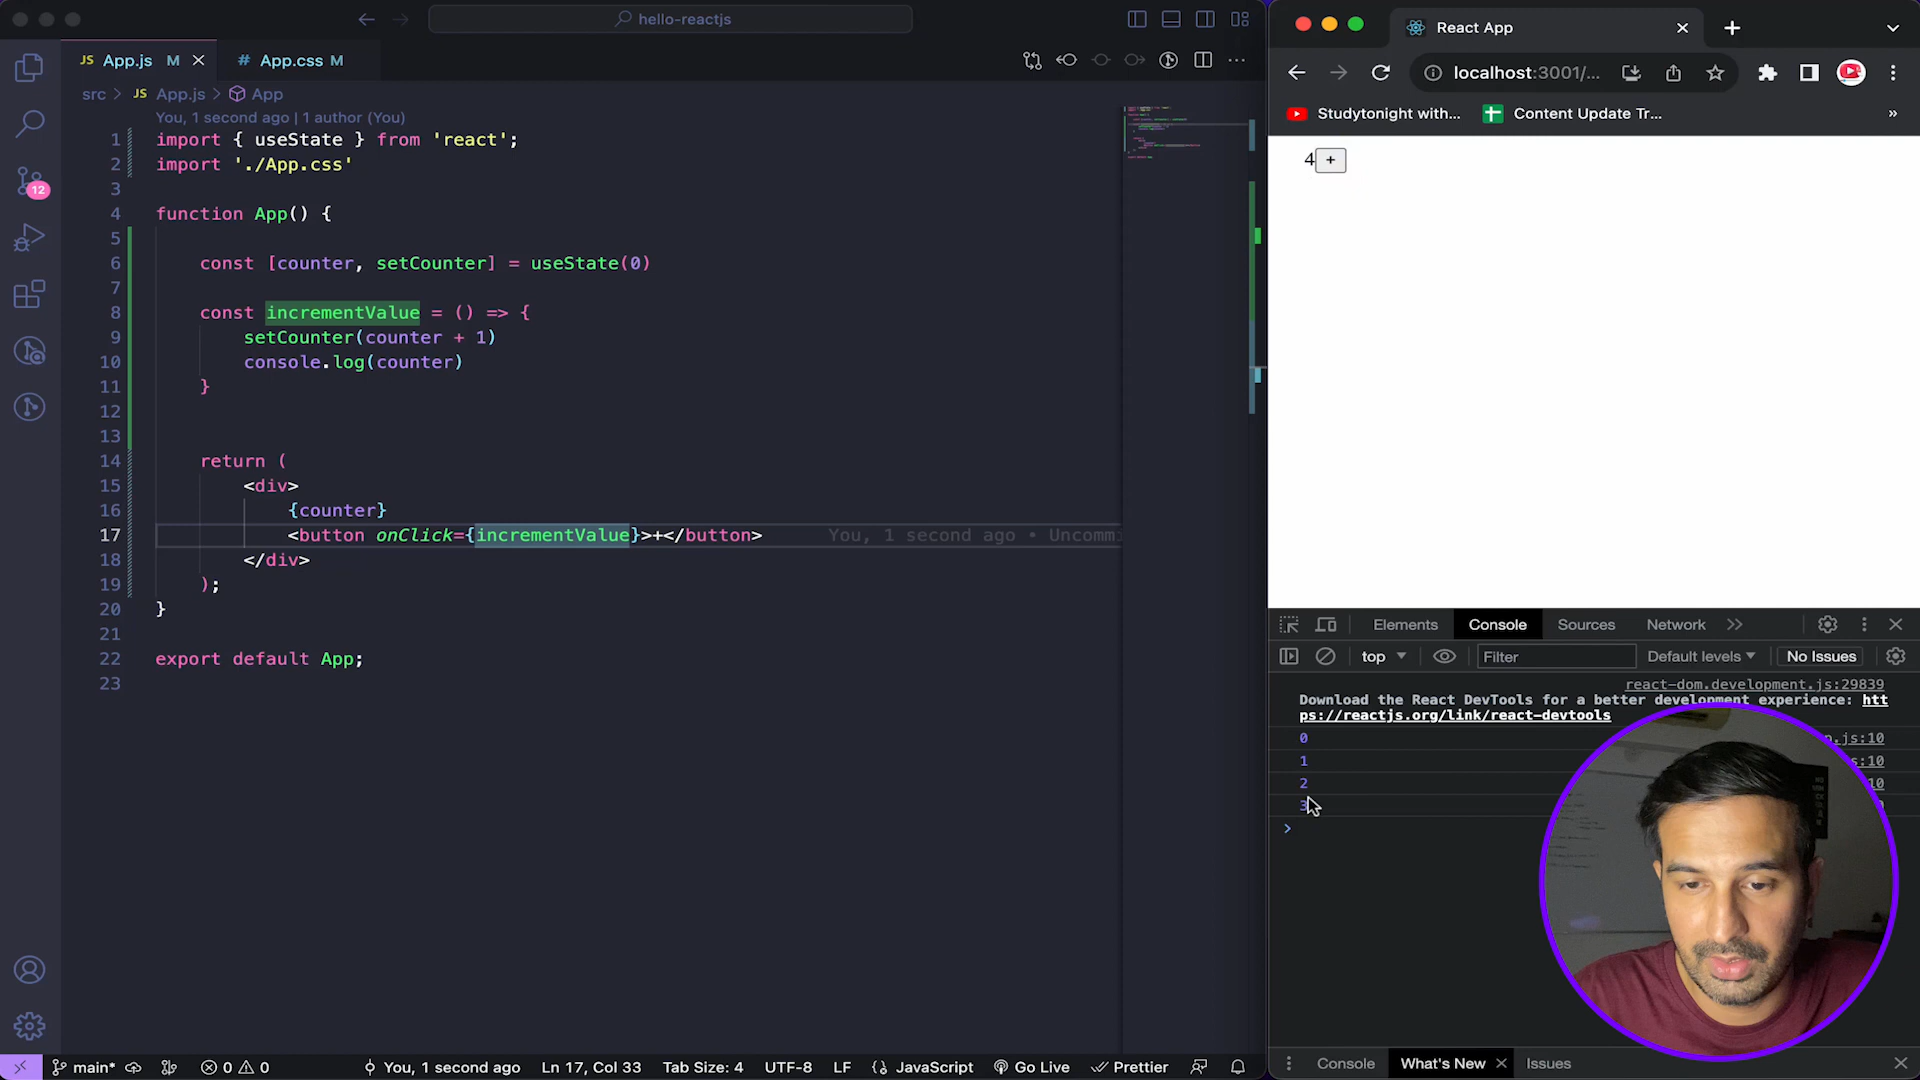 hello-reactjs
JS App.js M
# App.css M
src > JS App.js > App
You, 1 second ago | 1 author (You)
1 import { useState } from 'react';
2 import './App.css'
3
4 function App() {
5
6 const [counter, setCounter] = useState(0)
7
8 const incrementValue = () => {
9 setCounter(counter + 1)
10 console.log(counter)
11 }
12
13
14 return (
15 <div>
16 {counter}
17 <button onClick={incrementValue}>+</button> You, 1 second ago • Uncommi
18 </div>
19 );
20 }
21
22 export default App;
23
12
main* 0 0 You, 1 second ago Ln 17, Col 33 Tab Size: 4 UTF-8 LF {} JavaScript Go Live Prettier
React App
localhost:3001/...
Studytonight with... Content Update Tr... »
4 +
Elements Console Sources Network »
top Filter Default levels No Issues
react-dom.development.js:29839
Download the React DevTools for a better development experience: htt
ps://reactjs.org/link/react-devtools
0 .js:10
1 :10
2 10
3
>
Console What's New Issues